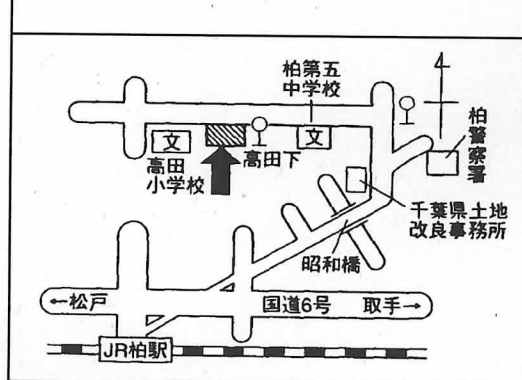 柏第五
中学校
文
文
高田
小学校
高田下
柏警察署
千葉県土地
改良事務所
昭和橋
←松戸
国道6号
取手→
JR柏駅